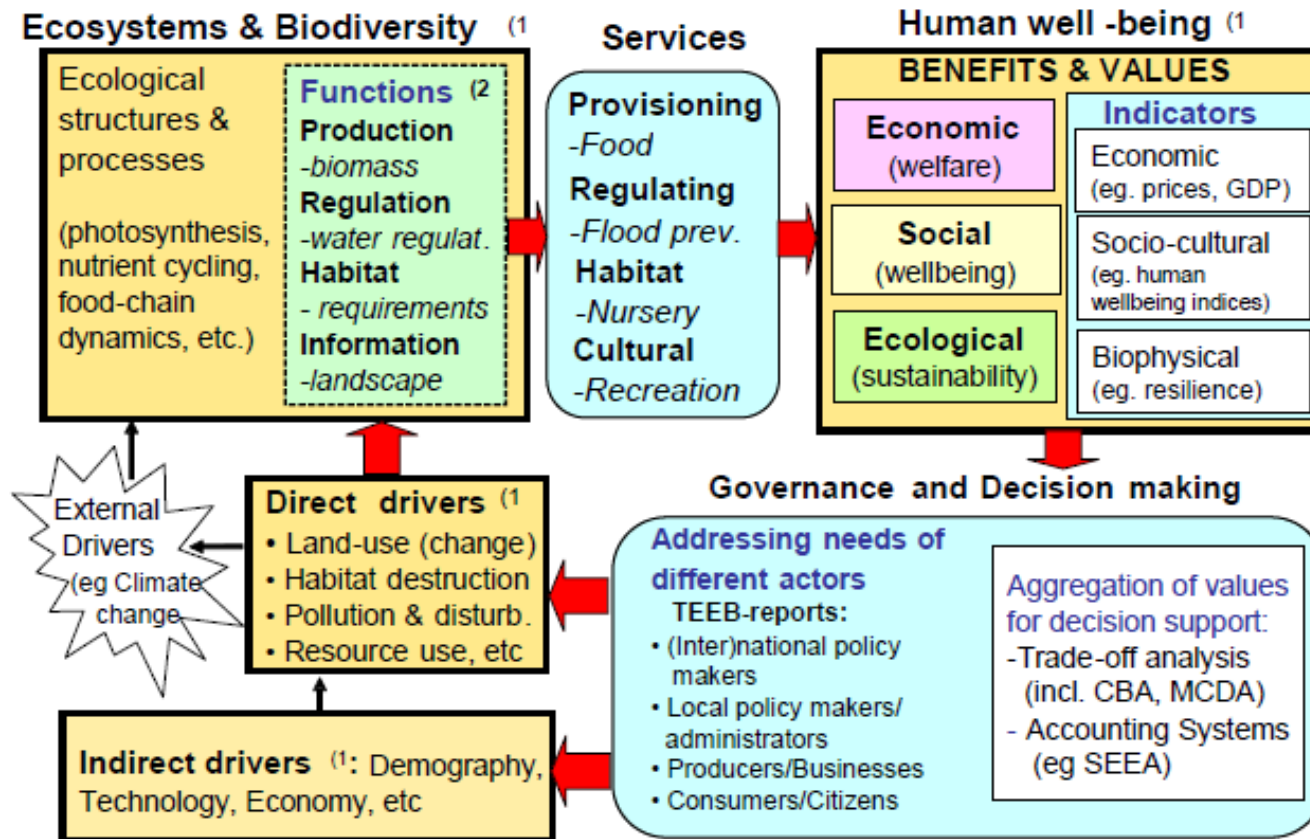 Ecosystems & Biodiversity (1
Ecological
structures &
processes
(photosynthesis,
nutrient cycling,
food-chain
dynamics, etc.)
Functions (2
Production
-biomass
Regulation
-water regulat.
Habitat
- requirements
Information
-landscape
Services
Provisioning
-Food
Regulating
-Flood prev.
Habitat
-Nursery
Cultural
-Recreation
Human well -being (1
BENEFITS & VALUES
Economic
(welfare)
Social
(wellbeing)
Ecological
(sustainability)
Indicators
Economic
(eg. prices, GDP)
Socio-cultural
(eg. human
wellbeing indices)
Biophysical
(eg. resilience)
External
Drivers
(eg Climate
change
Direct drivers (1
• Land-use (change)
• Habitat destruction
• Pollution & disturb.
• Resource use, etc
Indirect drivers (1: Demography,
Technology, Economy, etc
Governance and Decision making
Addressing needs of
different actors
TEEB-reports:
• (Inter)national policy
makers
• Local policy makers/
administrators
• Producers/Businesses
• Consumers/Citizens
Aggregation of values
for decision support:
-Trade-off analysis
(incl. CBA, MCDA)
- Accounting Systems
(eg SEEA)